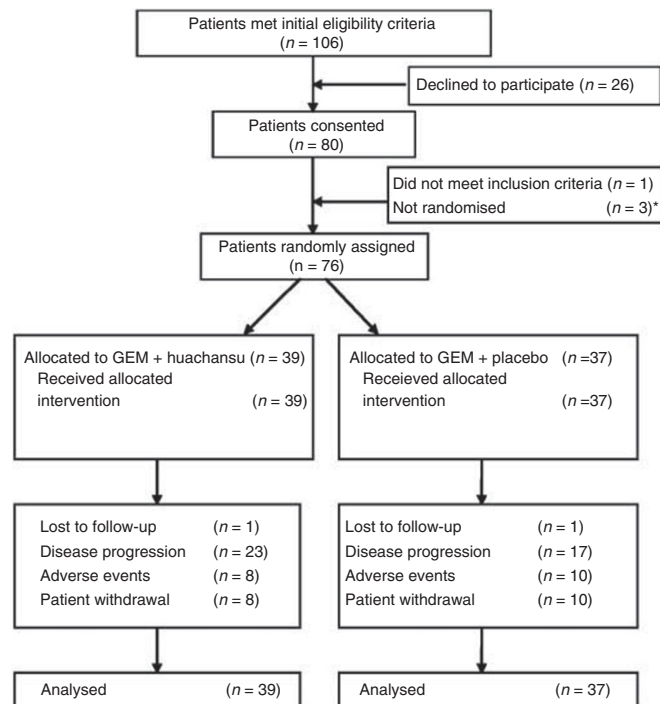 Patients met initial eligibility criteria
(n = 106)
Declined to participate (n = 26)
Patients consented
(n = 80)
Did not meet inclusion criteria (n = 1)
Not randomised (n = 3)*
Patients randomly assigned
(n = 76)
Allocated to GEM + huachansu (n = 39)
Received allocated
intervention (n = 39)
Allocated to GEM + placebo (n =37)
Receieved allocated
intervention (n =37)
Lost to follow-up (n = 1)
Disease progression (n = 23)
Adverse events (n = 8)
Patient withdrawal (n = 8)
Lost to follow-up (n = 1)
Disease progression (n = 17)
Adverse events (n = 10)
Patient withdrawal (n = 10)
Analysed (n = 39)
Analysed (n = 37)